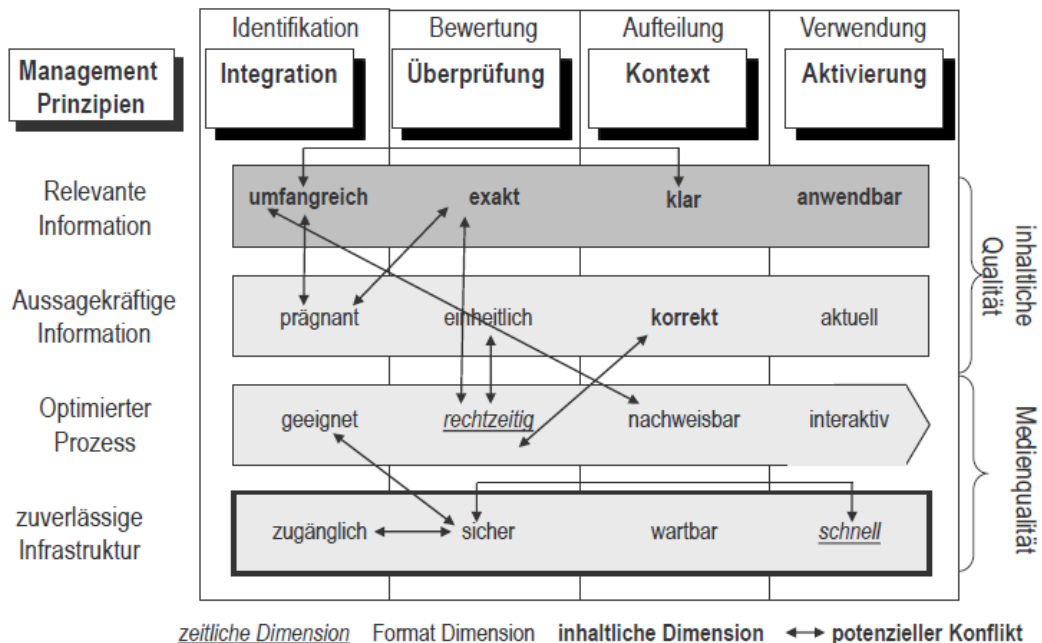 Identifikation Bewertung Aufteilung Verwendung
Management
Prinzipien
Integration Überprüfung Kontext Aktivierung
Relevante
Information
umfangreich exakt klar anwendbar
Aussagekräftige
Information
prägnant einheitlich korrekt aktuell
inhaltliche
Qualität
Optimierter
Prozess
geeignet rechtzeitig nachweisbar interaktiv
zuverlässige
Infrastruktur
zugänglich sicher wartbar schnell
Medienqualität
zeitliche Dimension Format Dimension inhaltliche Dimension potenzieller Konflikt